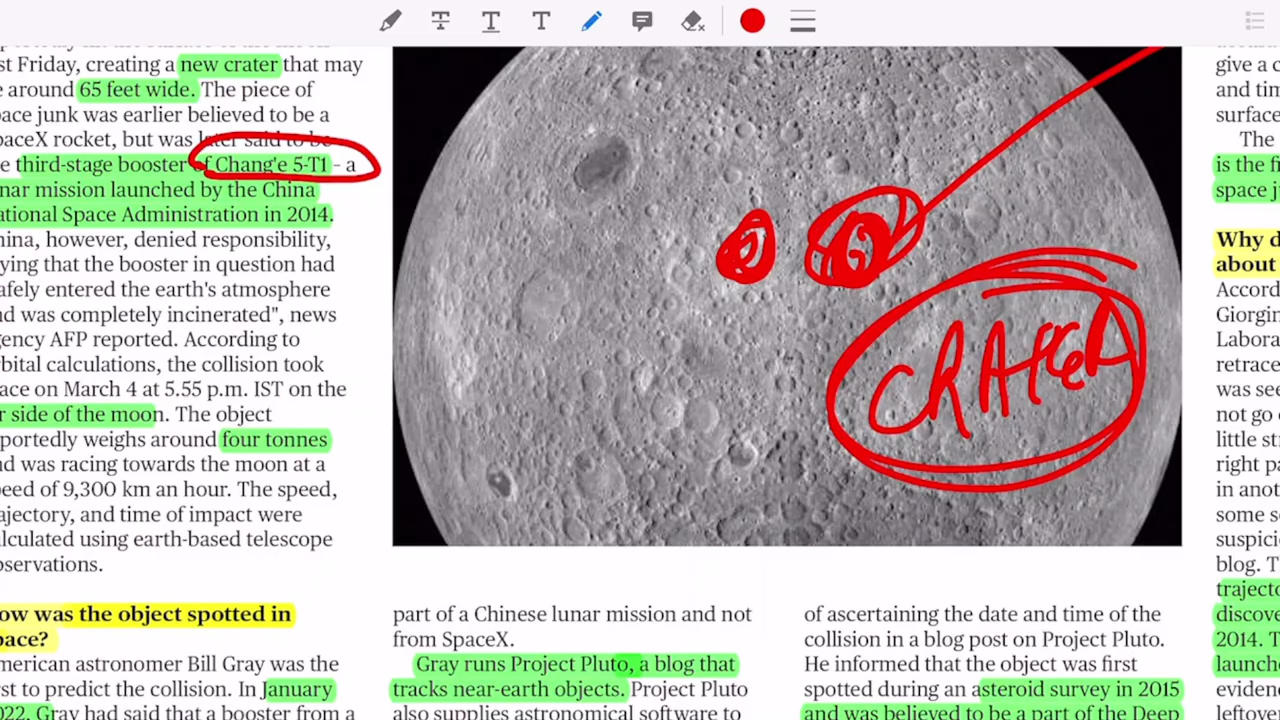 st Friday, creating a new crater that may
e around 65 feet wide. The piece of
ace junk was earlier believed to be a
aceX rocket, but was later said to be
e third-stage booster of Chang'e 5-T1 – a
nar mission launched by the China
ational Space Administration in 2014.
ina, however, denied responsibility,
ying that the booster in question had
afely entered the earth's atmosphere
nd was completely incinerated", news
gency AFP reported. According to
rbital calculations, the collision took
ace on March 4 at 5.55 p.m. IST on the
r side of the moon. The object
portedly weighs around four tonnes
nd was racing towards the moon at a
eed of 9,300 km an hour. The speed,
ajectory, and time of impact were
alculated using earth-based telescope
bservations.
ow was the object spotted in
pace?
merican astronomer Bill Gray was the
rst to predict the collision. In January
022, Gray had said that a booster from a
CRATER
part of a Chinese lunar mission and not
from SpaceX.
Gray runs Project Pluto, a blog that
tracks near-earth objects. Project Pluto
also supplies astronomical software to
of ascertaining the date and time of the
collision in a blog post on Project Pluto.
He informed that the object was first
spotted during an asteroid survey in 2015
and was believed to be a part of the Deep
give a c
and tim
surface
The
is the fi
space j
Why d
about
Accord
Giorgin
Labora
retrace
was see
not go
little st
right pa
in anot
some s
suspici
blog. T
trajecto
discove
2014. T
launch
eviden
leftove